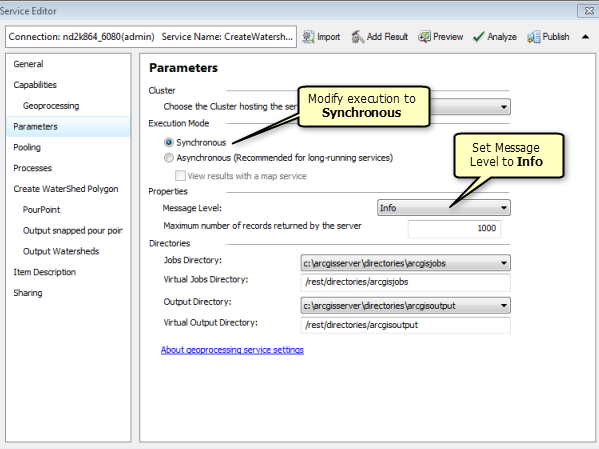 Service Editor
Connection: nd2k864_6080(admin) Service Name: CreateWatersh...
Import
Add Result
Preview
Analyze
Publish
General
Capabilities
Geoprocessing
Parameters
Pooling
Processes
Create WaterShed Polygon
PourPoint
Output snapped pour poin
Output Watersheds
Item Description
Sharing
Parameters
Cluster
Choose the Cluster hosting the ser
Modify execution to
Synchronous
Execution Mode
Synchronous
Asynchronous (Recommended for long-running services)
View results with a map service
Set Message
Level to Info
Properties
Message Level:
Info
Maximum number of records returned by the server
1000
Directories
Jobs Directory:
c:\arcgisserver\directories\arcgisjobs
Virtual Jobs Directory:
/rest/directories/arcgisjobs
Output Directory:
c:\arcgisserver\directories\arcgisoutput
Virtual Output Directory:
/rest/directories/arcgisoutput
About geoprocessing service settings